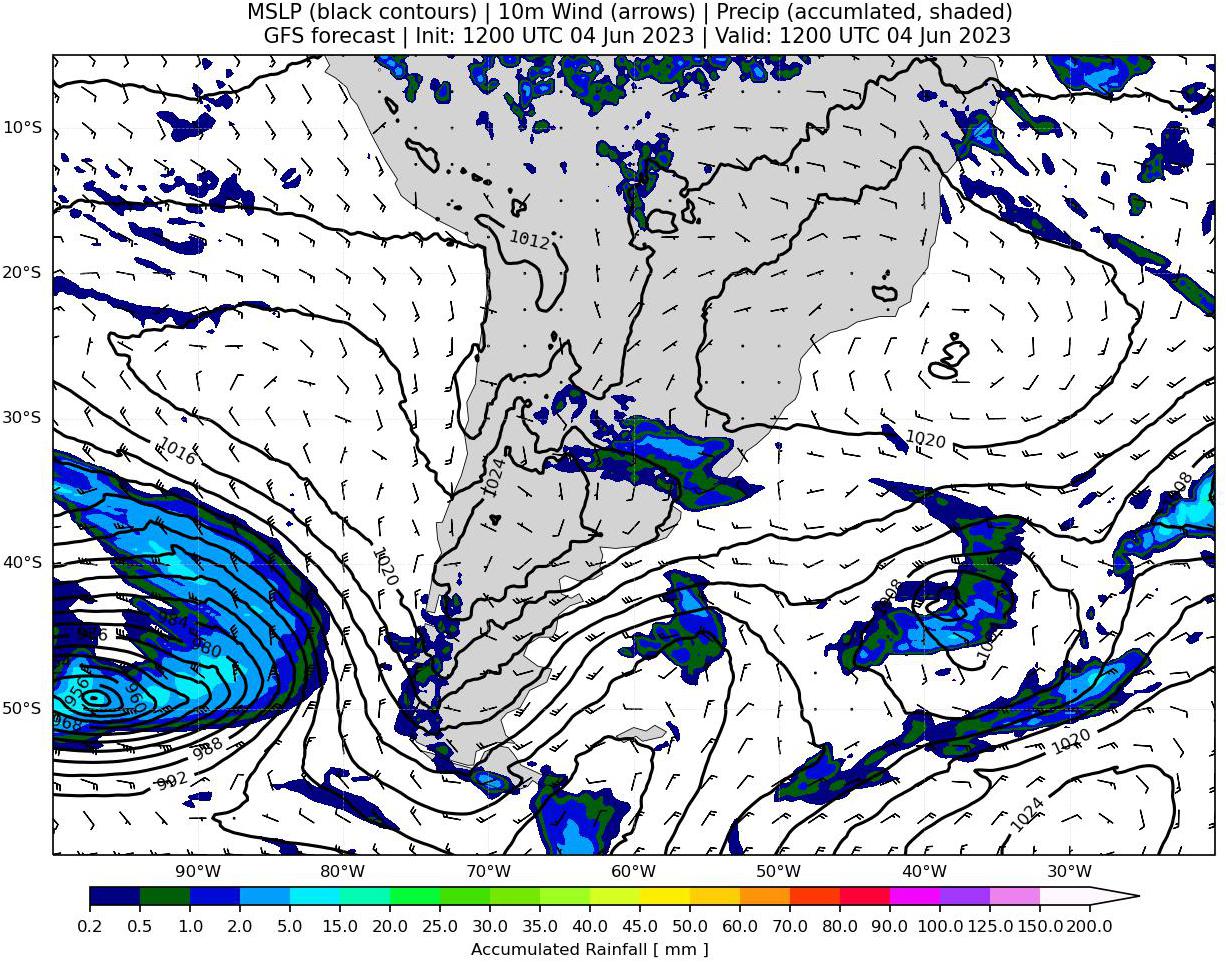 MSLP (black contours) | 10m Wind (arrows) | Precip (accumlated, shaded)
GFS forecast | Init: 1200 UTC 04 Jun 2023 | Valid: 1200 UTC 04 Jun 2023
10°S
1012
20°S
30°S
1020
1016
1024
1020
40°S
984
980
956
960
968
50°S
988
992
1020
1024
90°W 80°W 70°W 60°W 50°W 40°W 30°W
0.2 0.5 1.0 2.0 5.0 15.0 20.0 25.0 30.0 35.0 40.0 45.0 50.0 60.0 70.0 80.0 90.0 100.0 125.0 150.0 200.0
Accumulated Rainfall [ mm ]